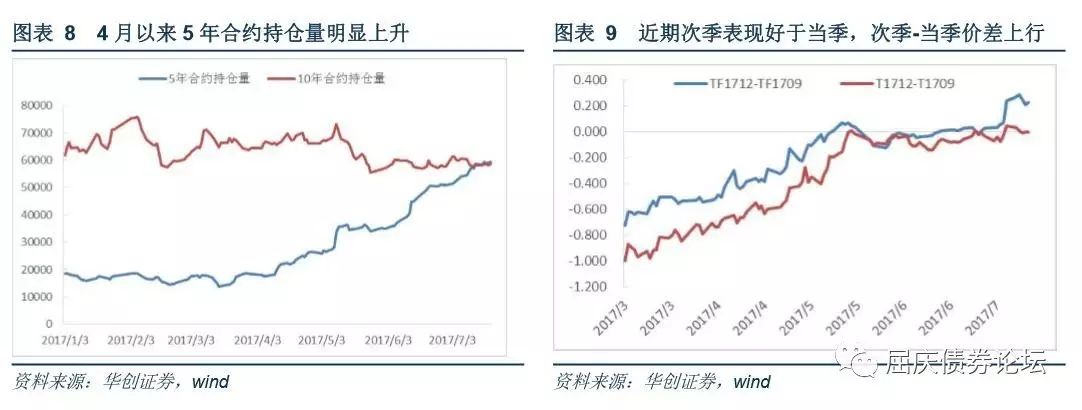 图表 8 4 月以来 5 年合约持仓量明显上升
5年合约持仓量 10年合约持仓量
80000
70000
60000
50000
40000
30000
20000
10000
0
2017/1/3 2017/2/3 2017/3/3 2017/4/3 2017/5/3 2017/6/3 2017/7/3
资料来源：华创证券，wind
图表 9 近期次季表现好于当季，次季-当季价差上行
TF1712-TF1709 T1712-T1709
0.400
0.200
0.000
-0.200
-0.400
-0.600
-0.800
-1.000
-1.200
2017/3 2017/3 2017/4 2017/4 2017/5 2017/5 2017/6 2017/6 2017/7
资料来源：华创证券，wind
屈庆债券论坛